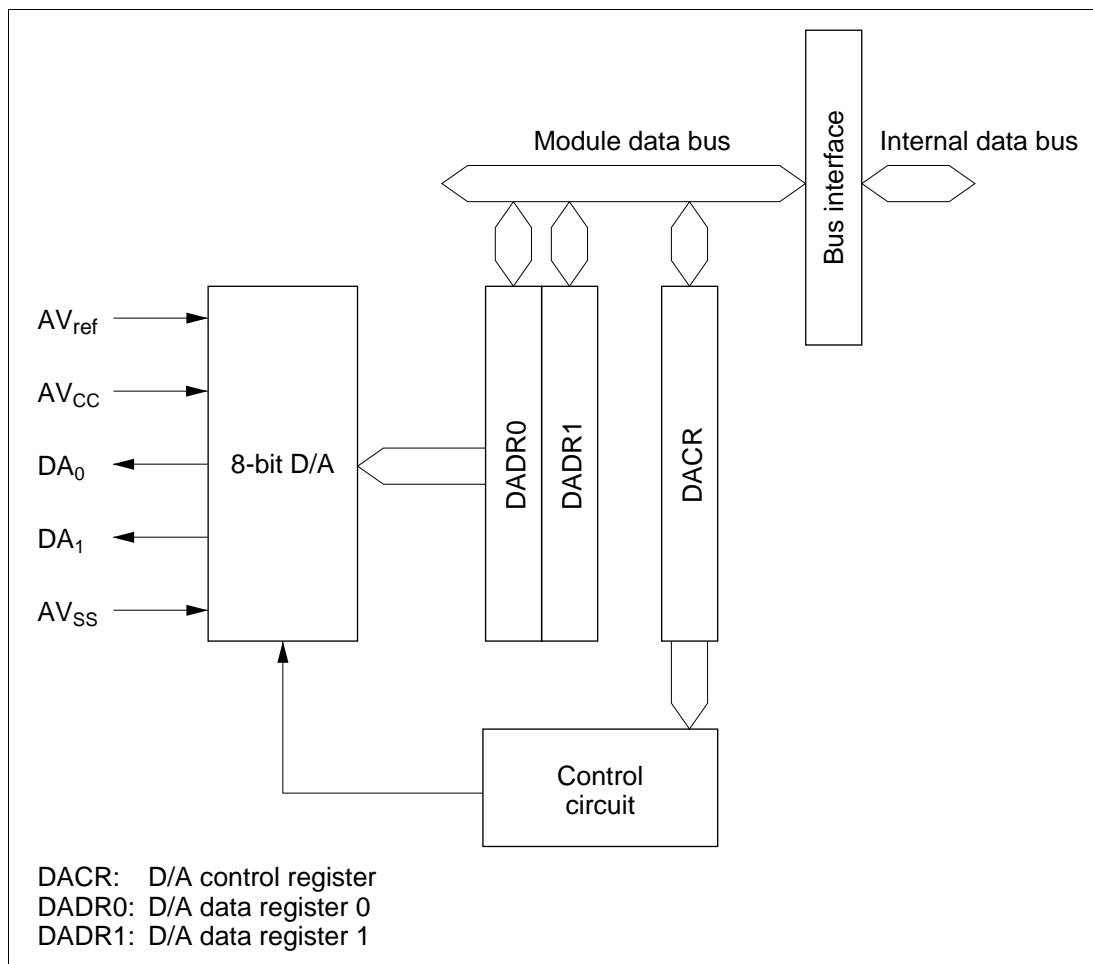 Module data bus
Internal data bus
Bus interface
AVref
AVCC
DA0
DA1
AVSS
8-bit D/A
DADR0
DADR1
DACR
Control
circuit
DACR: D/A control register
DADR0: D/A data register 0
DADR1: D/A data register 1